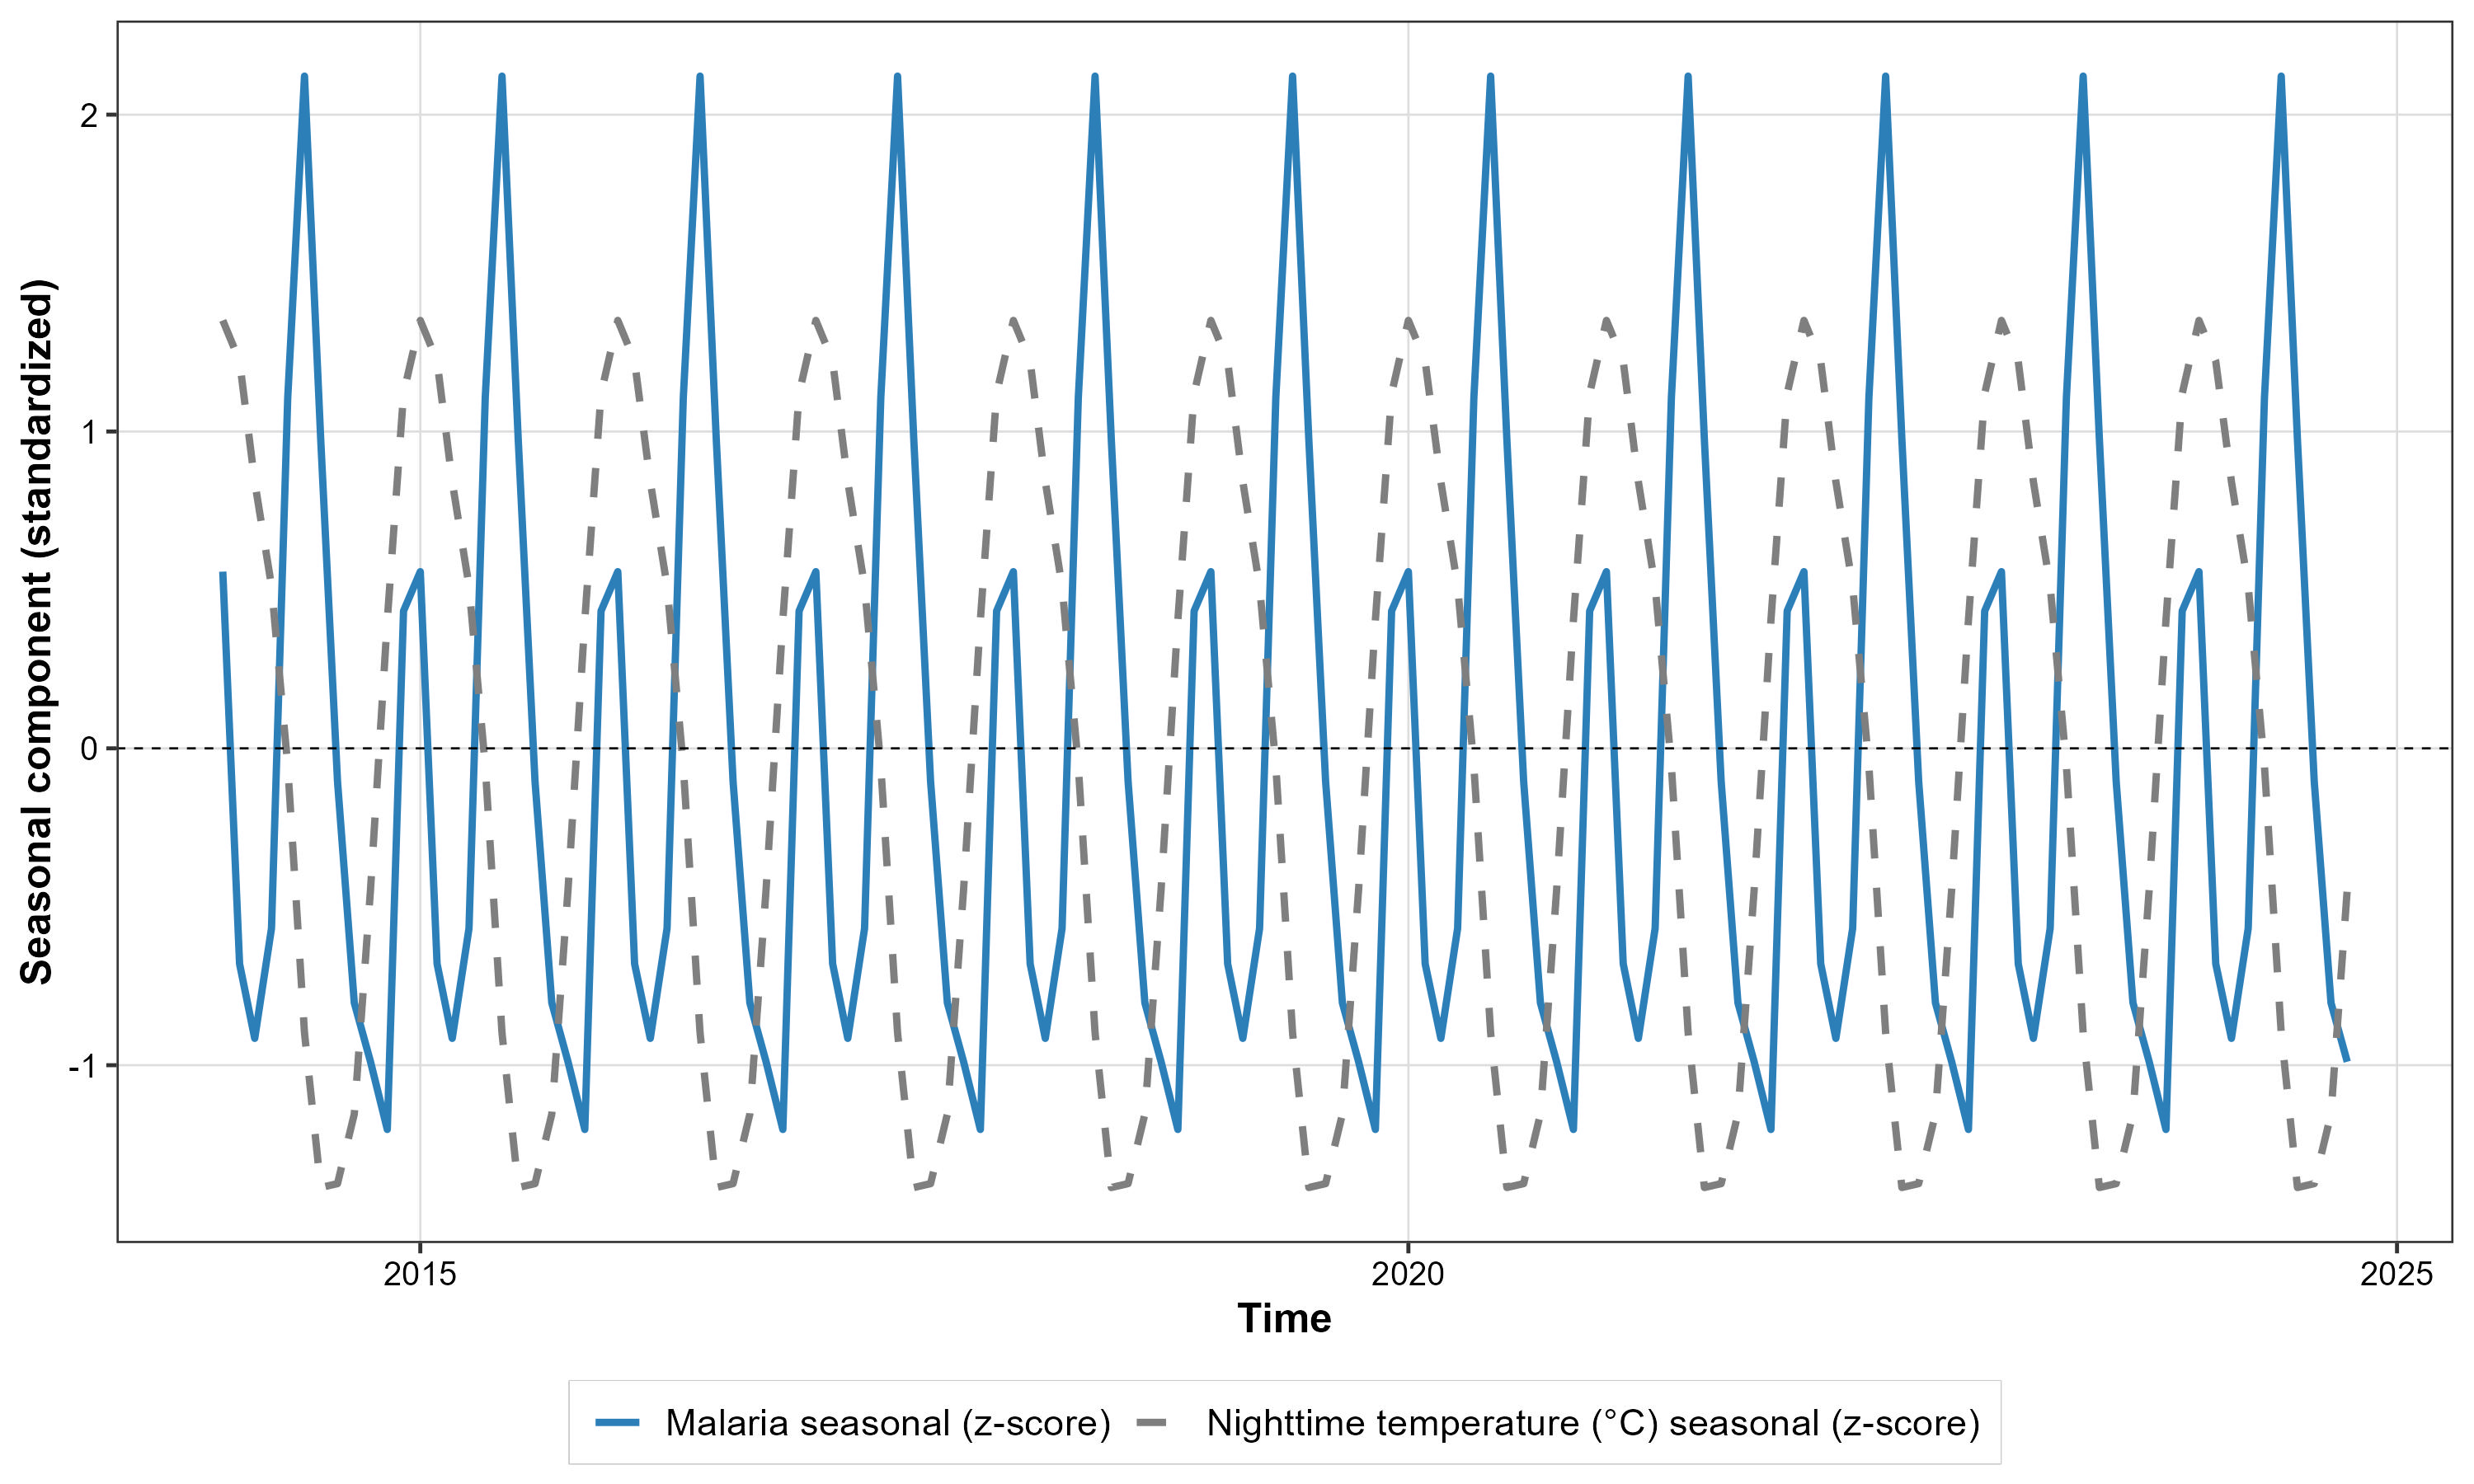 Seasonal component (standardized)
2
1
0
-1
2015
2020
2025
Time
Malaria seasonal (z-score)
Nighttime temperature (°C) seasonal (z-score)